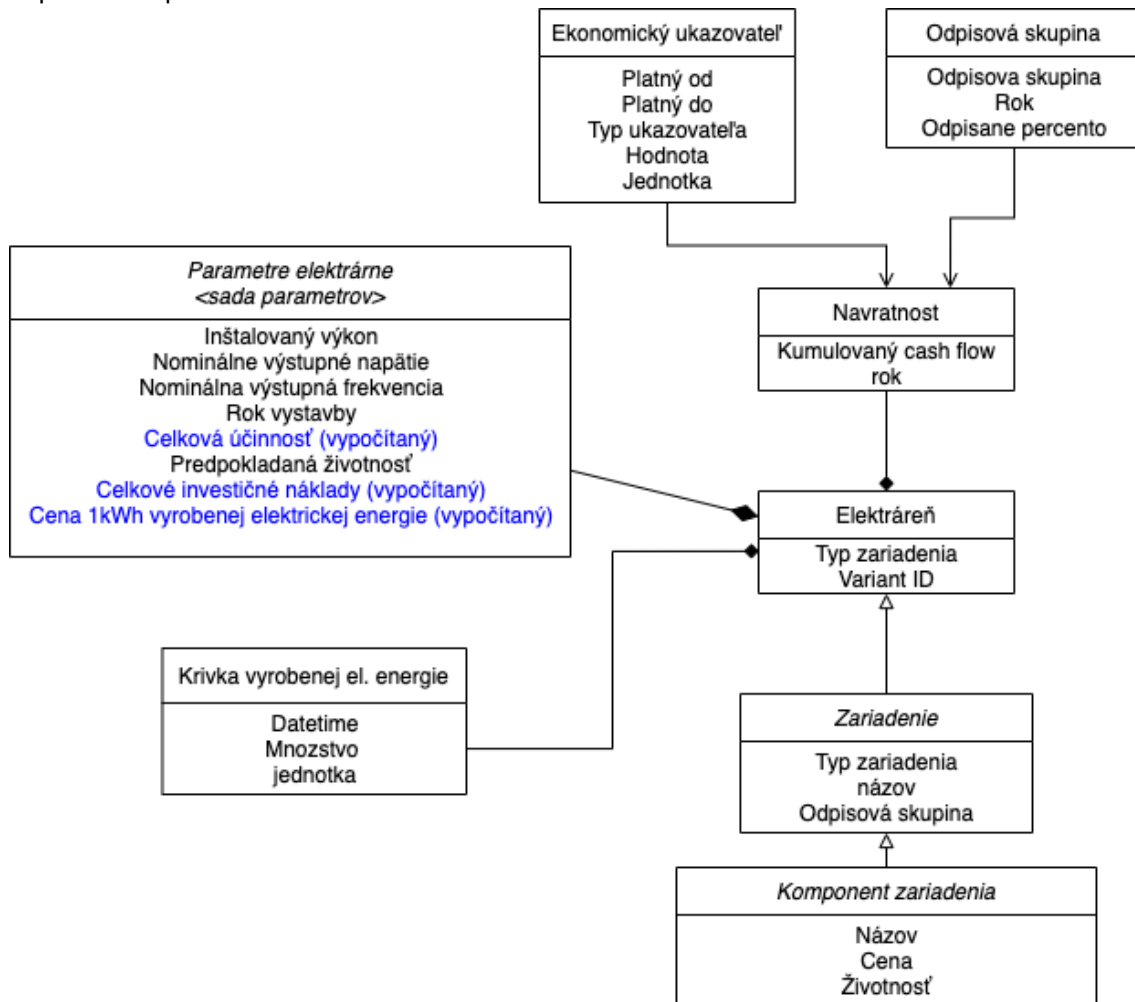 Ekonomický ukazovateľ
Platný od
Platný do
Typ ukazovateľa
Hodnota
Jednotka
Odpisová skupina
Odpisova skupina
Rok
Odpisane percento
Parametre elektrárne
<sada parametrov>
Inštalovaný výkon
Nominálne výstupné napätie
Nominálna výstupná frekvencia
Rok vystavby
Celková účinnosť (vypočítaný)
Predpokladaná životnosť
Celkové investičné náklady (vypočítaný)
Cena 1kWh vyrobenej elektrickej energie (vypočítaný)
Navratnost
Kumulovaný cash flow
rok
Elektráreň
Typ zariadenia
Variant ID
Krivka vyrobenej el. energie
Datetime
Mnozstvo
jednotka
Zariadenie
Typ zariadenia
názov
Odpisová skupina
Komponent zariadenia
Názov
Cena
Životnosť